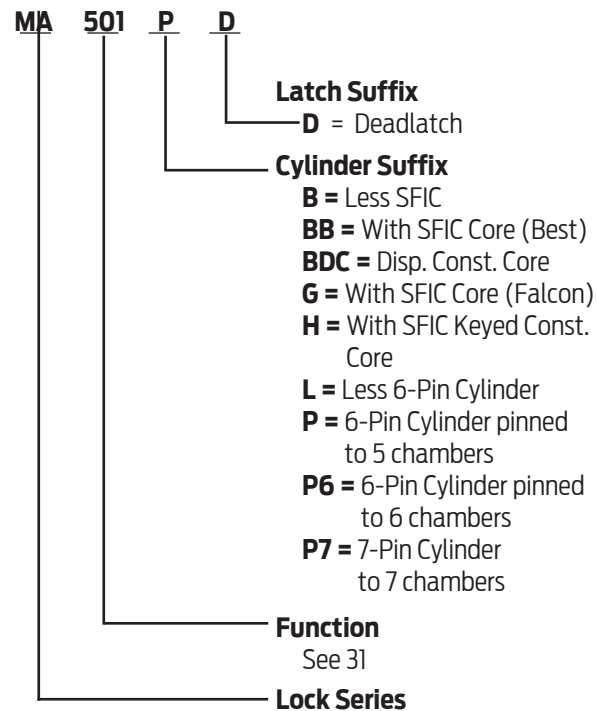 MA 501 P D
Latch Suffix
D = Deadlatch
Cylinder Suffix
B = Less SFIC
BB = With SFIC Core (Best)
BDC = Disp. Const. Core
G = With SFIC Core (Falcon)
H = With SFIC Keyed Const.
Core
L = Less 6-Pin Cylinder
P = 6-Pin Cylinder pinned
to 5 chambers
P6 = 6-Pin Cylinder pinned
to 6 chambers
P7 = 7-Pin Cylinder
to 7 chambers
Function
See 31
Lock Series